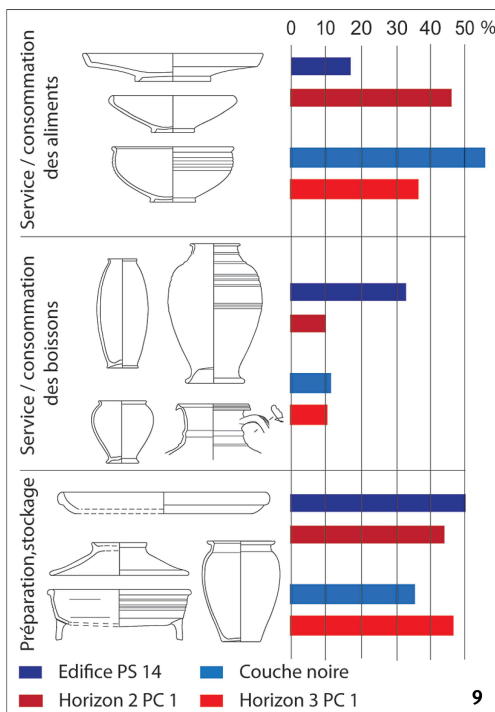 0 10 20 30 40 50 %
Service / consommation
des aliments
Service / consommation
des boissons
Préparation,stockage
Edifice PS 14
Couche noire
Horizon 2 PC 1
Horizon 3 PC 1
9